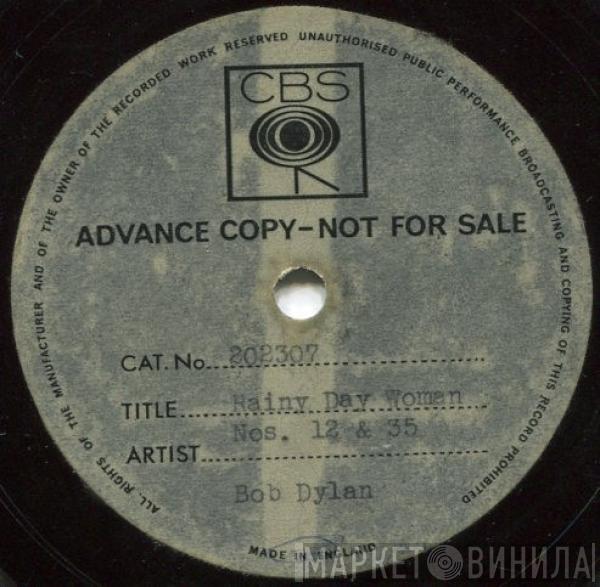 ALL RIGHTS OF THE MANUFACTURER AND OF THE OWNER OF THE RECORDED WORK RESERVED UNAUTHORISED PUBLIC PERFORMANCE BROADCASTING AND COPYING OF THIS RECORD PROHIBITED
CBS
ADVANCE COPY-NOT FOR SALE
CAT. No. 202307
TITLE Rainy Day Woman
Nos. 12 & 35
ARTIST
Bob Dylan
MADE IN ENGLAND
МАРКЕТ ВИНИЛА